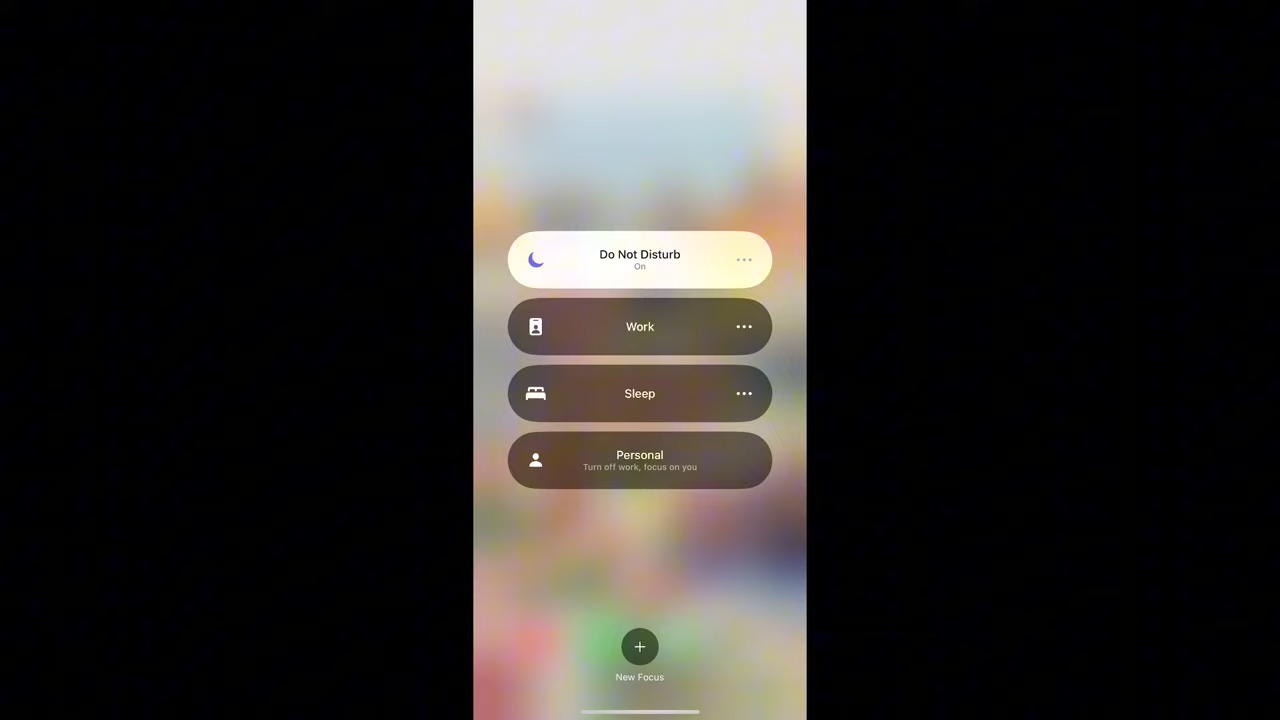 Do Not Disturb
On
Work
Sleep
Personal
Turn off work, focus on you
New Focus